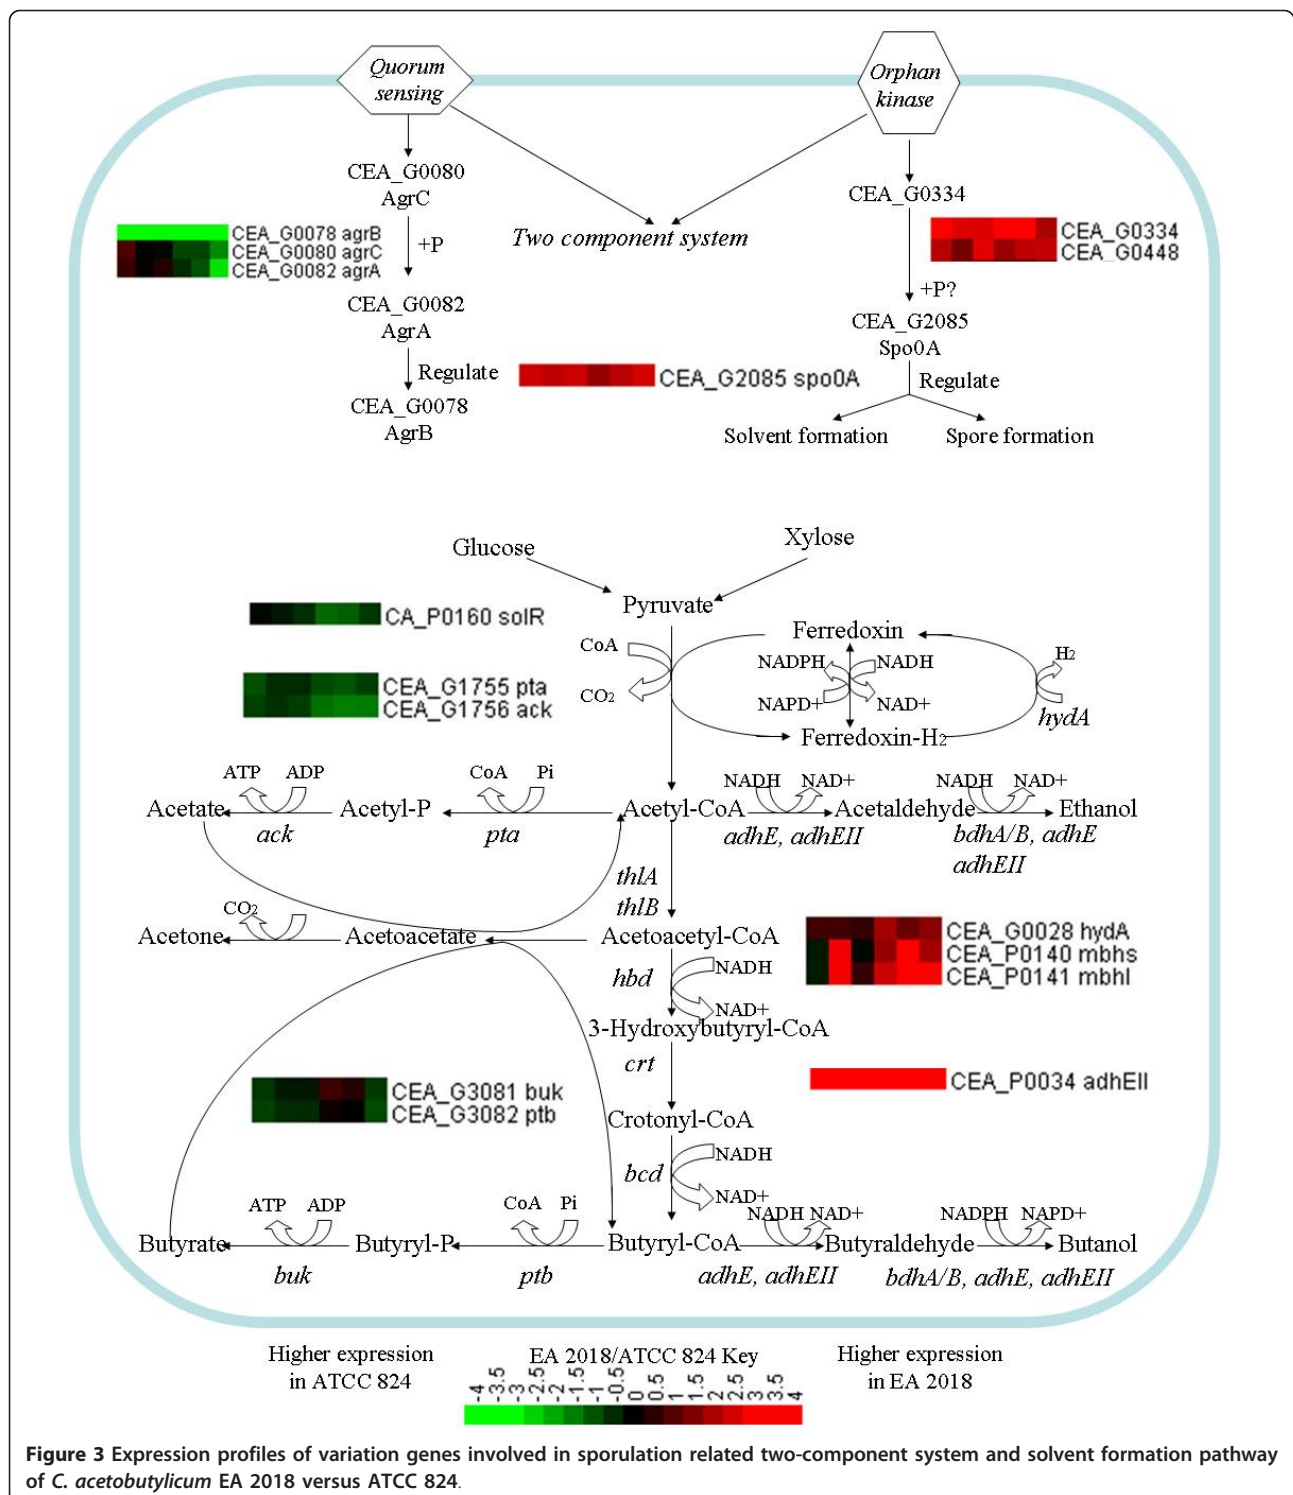 Quorum
sensing
Orphan
kinase
CEA_G0080
AgrC
CEA_G0334
CEA_G0078 agrB
CEA_G0080 agrC
CEA_G0082 agrA
+P
Two component system
CEA_G0334
CEA_G0448
CEA_G0082
AgrA
+P?
CEA_G2085
Spo0A
Regulate
CEA_G2085 spo0A
Regulate
CEA_G0078
AgrB
Solvent formation
Spore formation
Glucose
Xylose
Pyruvate
CA_P0160 solR
CoA
CO2
Ferredoxin
NADPH
NADH
NAPD+
NAD+
Ferredoxin-H2
H2
hydA
CEA_G1755 pta
CEA_G1756 ack
ATP
ADP
CoA
Pi
NADH
NAD+
NADH
NAD+
Acetate
Acetyl-P
Acetyl-CoA
Acetaldehyde
Ethanol
ack
pta
adhE, adhEII
bdhA/B, adhE
adhEII
thlA
thlB
CO2
Acetone
Acetoacetate
Acetoacetyl-CoA
CEA_G0028 hydA
CEA_P0140 mbhs
CEA_P0141 mbhl
hbd
NADH
NAD+
3-Hydroxybutyryl-CoA
crt
CEA_P0034 adhEII
CEA_G3081 buk
CEA_G3082 ptb
Crotonyl-CoA
bcd
NADH
NAD+
ATP
ADP
CoA
Pi
NADH
NAD+
NADPH
NAPD+
Butyrate
Butyryl-P
Butyryl-CoA
Butyraldehyde
Butanol
buk
ptb
adhE, adhEII
bdhA/B, adhE, adhEII
Higher expression
in ATCC 824
EA 2018/ATCC 824 Key
Higher expression
in EA 2018
-4
-3.5
-3
-2.5
-2
-1.5
-1
-0.5
0
0.5
1
1.5
2
2.5
3
3.5
4
Figure 3 Expression profiles of variation genes involved in sporulation related two-component system and solvent formation pathway
of C. acetobutylicum EA 2018 versus ATCC 824.